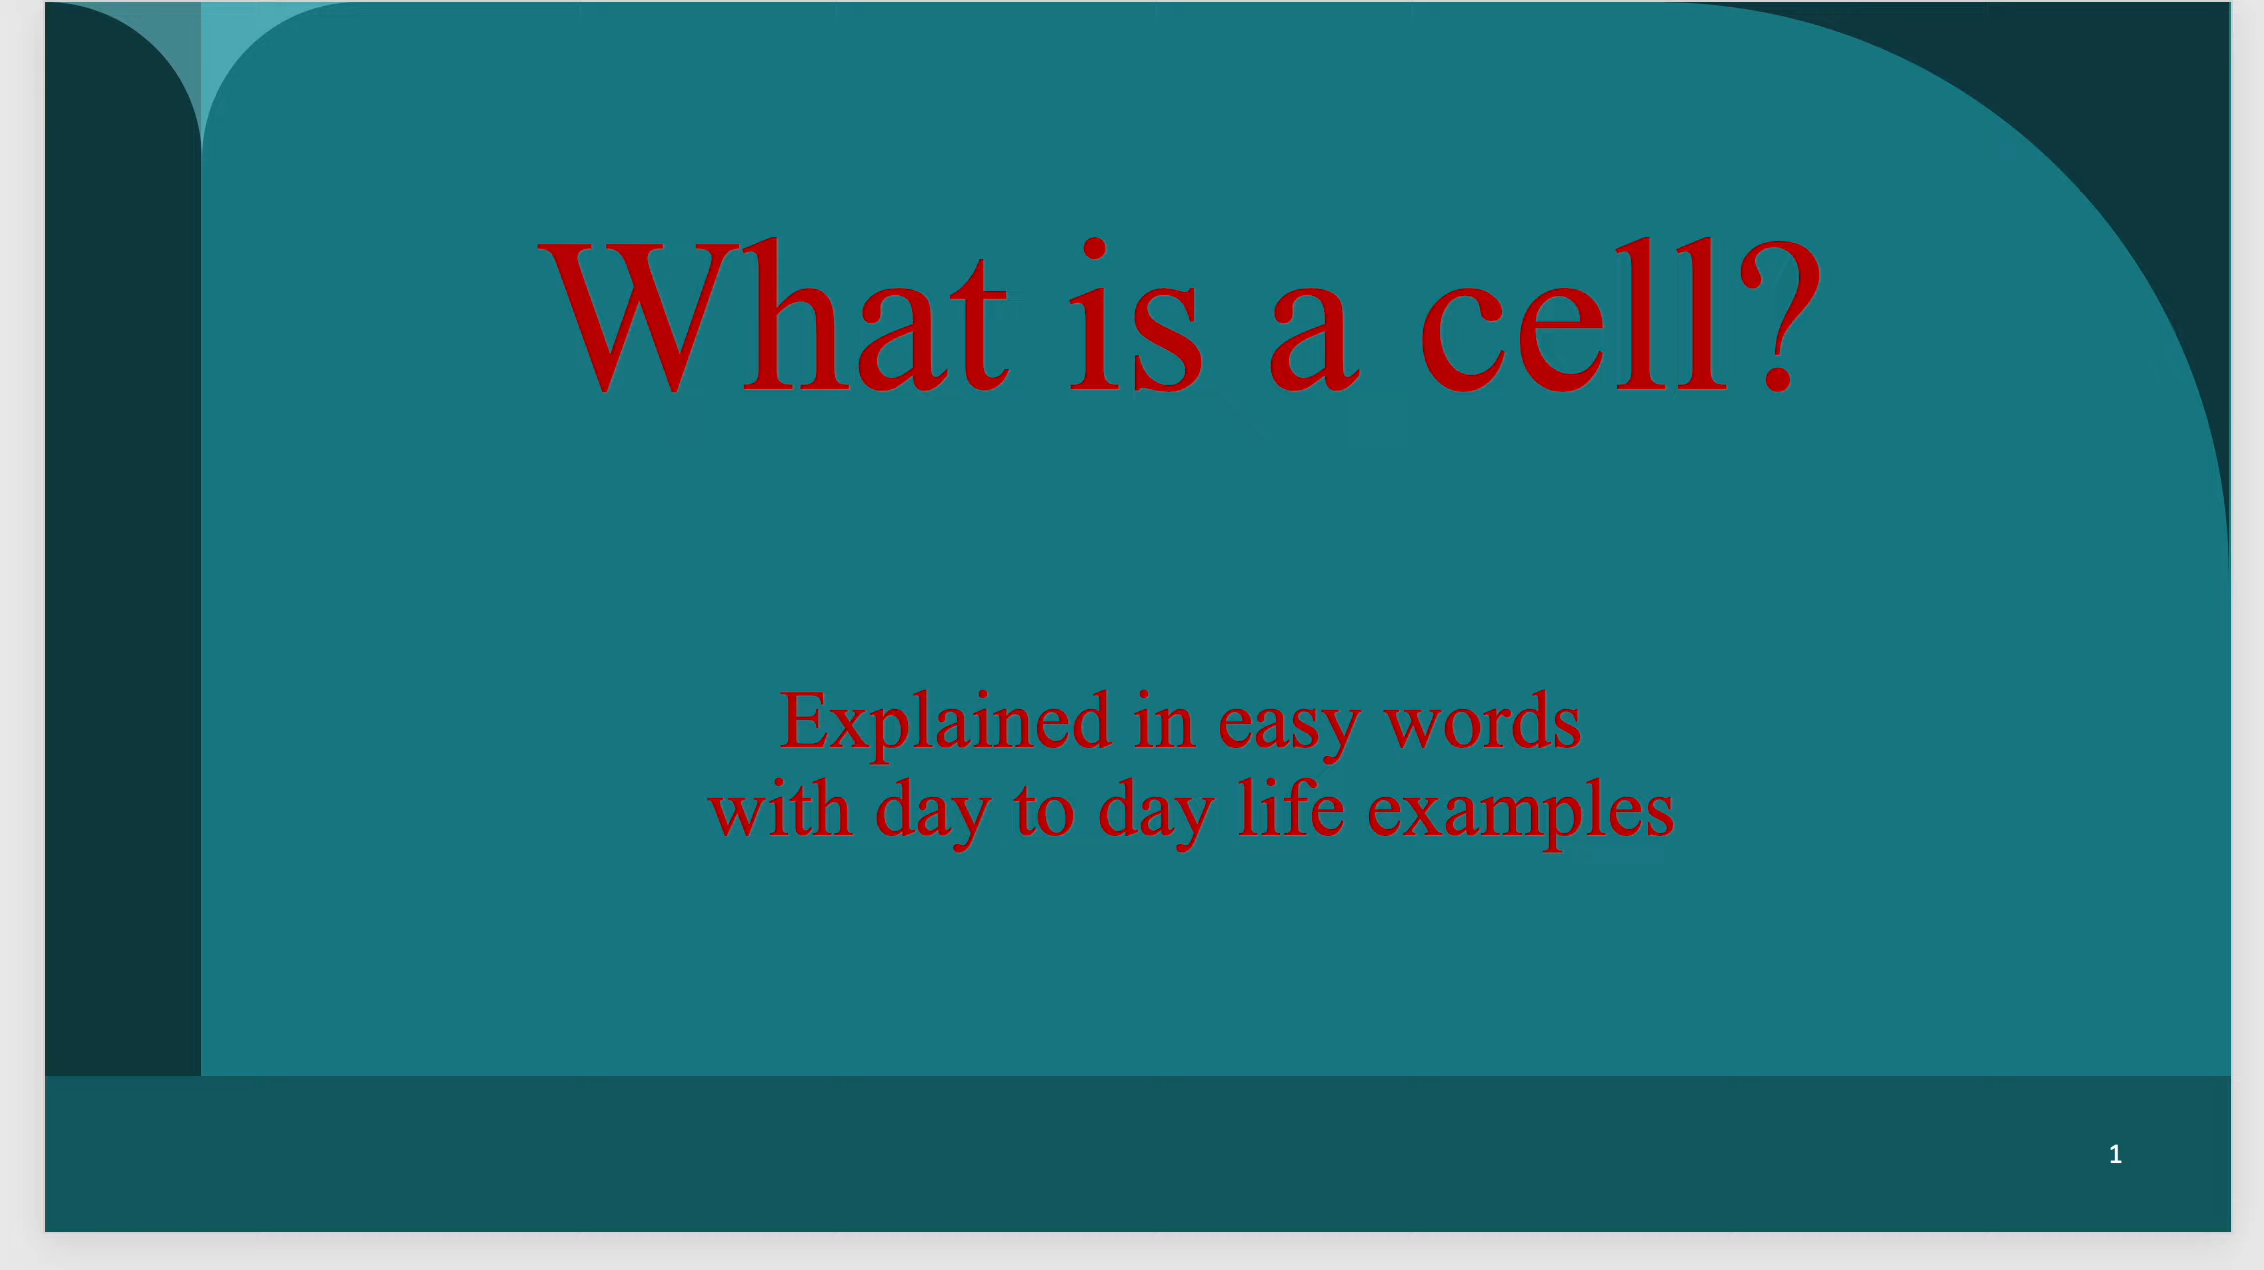 What is a cell?
Explained in easy words
with day to day life examples
1